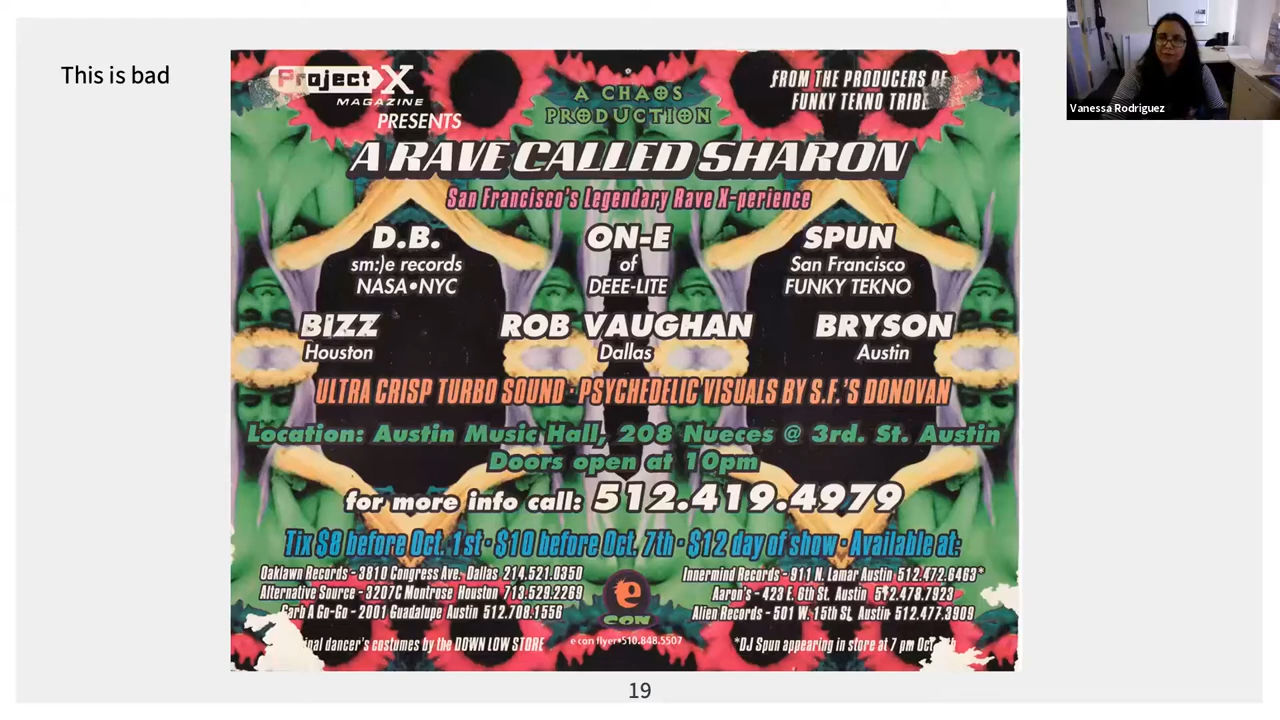 This is bad
Project X
MAGAZINE
PRESENTS
A CHAOS
PRODUCTION
FROM THE PRODUCERS OF
FUNKY TEKNO TRIBE
Vanessa Rodriguez
A RAVE CALLED SHARON
San Francisco's Legendary Rave X-perience
D.B.
sm:)e records
NASA•NYC
ON-E
of
DEEE-LITE
SPUN
San Francisco
FUNKY TEKNO
BIZZ
Houston
ROB VAUGHAN
Dallas
BRYSON
Austin
ULTRA CRISP TURBO SOUND · PSYCHEDELIC VISUALS BY S.F.'S DONOVAN
Location: Austin Music Hall, 208 Nueces @ 3rd. St. Austin
Doors open at 10pm
for more info call: 512.419.4979
Tix $8 before Oct. 1st · $10 before Oct. 7th · $12 day of show · Available at:
Oaklawn Records - 3810 Congress Ave. Dallas 214.521.0350
Alternative Source - 3207C Montrose Houston 713.529.2269
Carb A Go-Go - 2001 Guadalupe Austin 512.708.1556
e
CON
Innermind Records - 911 N. Lamar Austin 512.472.6463*
Aaron's - 423 E. 6th St. Austin 512.478.7923
Alien Records - 501 W. 15th St. Austin 512.477.3909
dancer's costumes by the DOWN LOW STORE
e con flyer•510.848.5507
*DJ Spun appearing in store at 7 pm Oct.
19